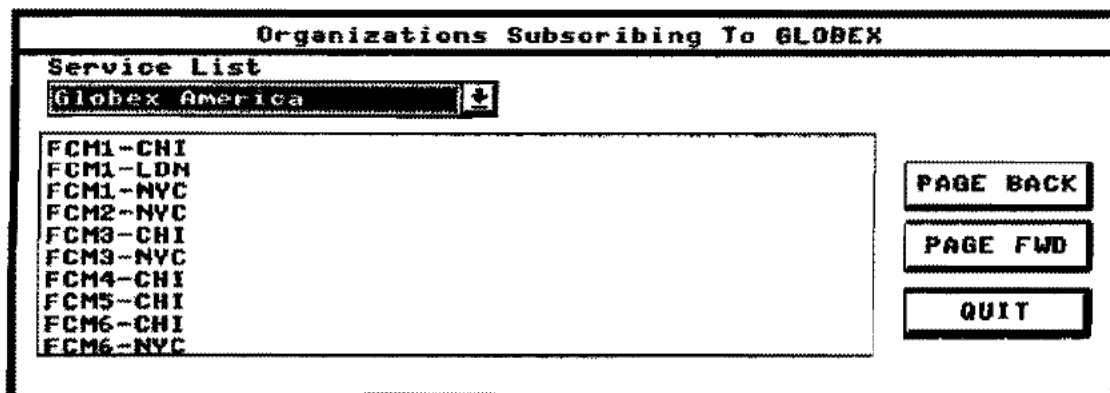 Organizations Subscribing To GLOBEX
Service List
Globex America
FCM1-CHI
FCM1-LDN
FCM1-NYC
FCM2-NYC
FCM3-CHI
FCM3-NYC
FCM4-CHI
FCM5-CHI
FCM6-CHI
FCM6-NYC
PAGE BACK
PAGE FWD
QUIT